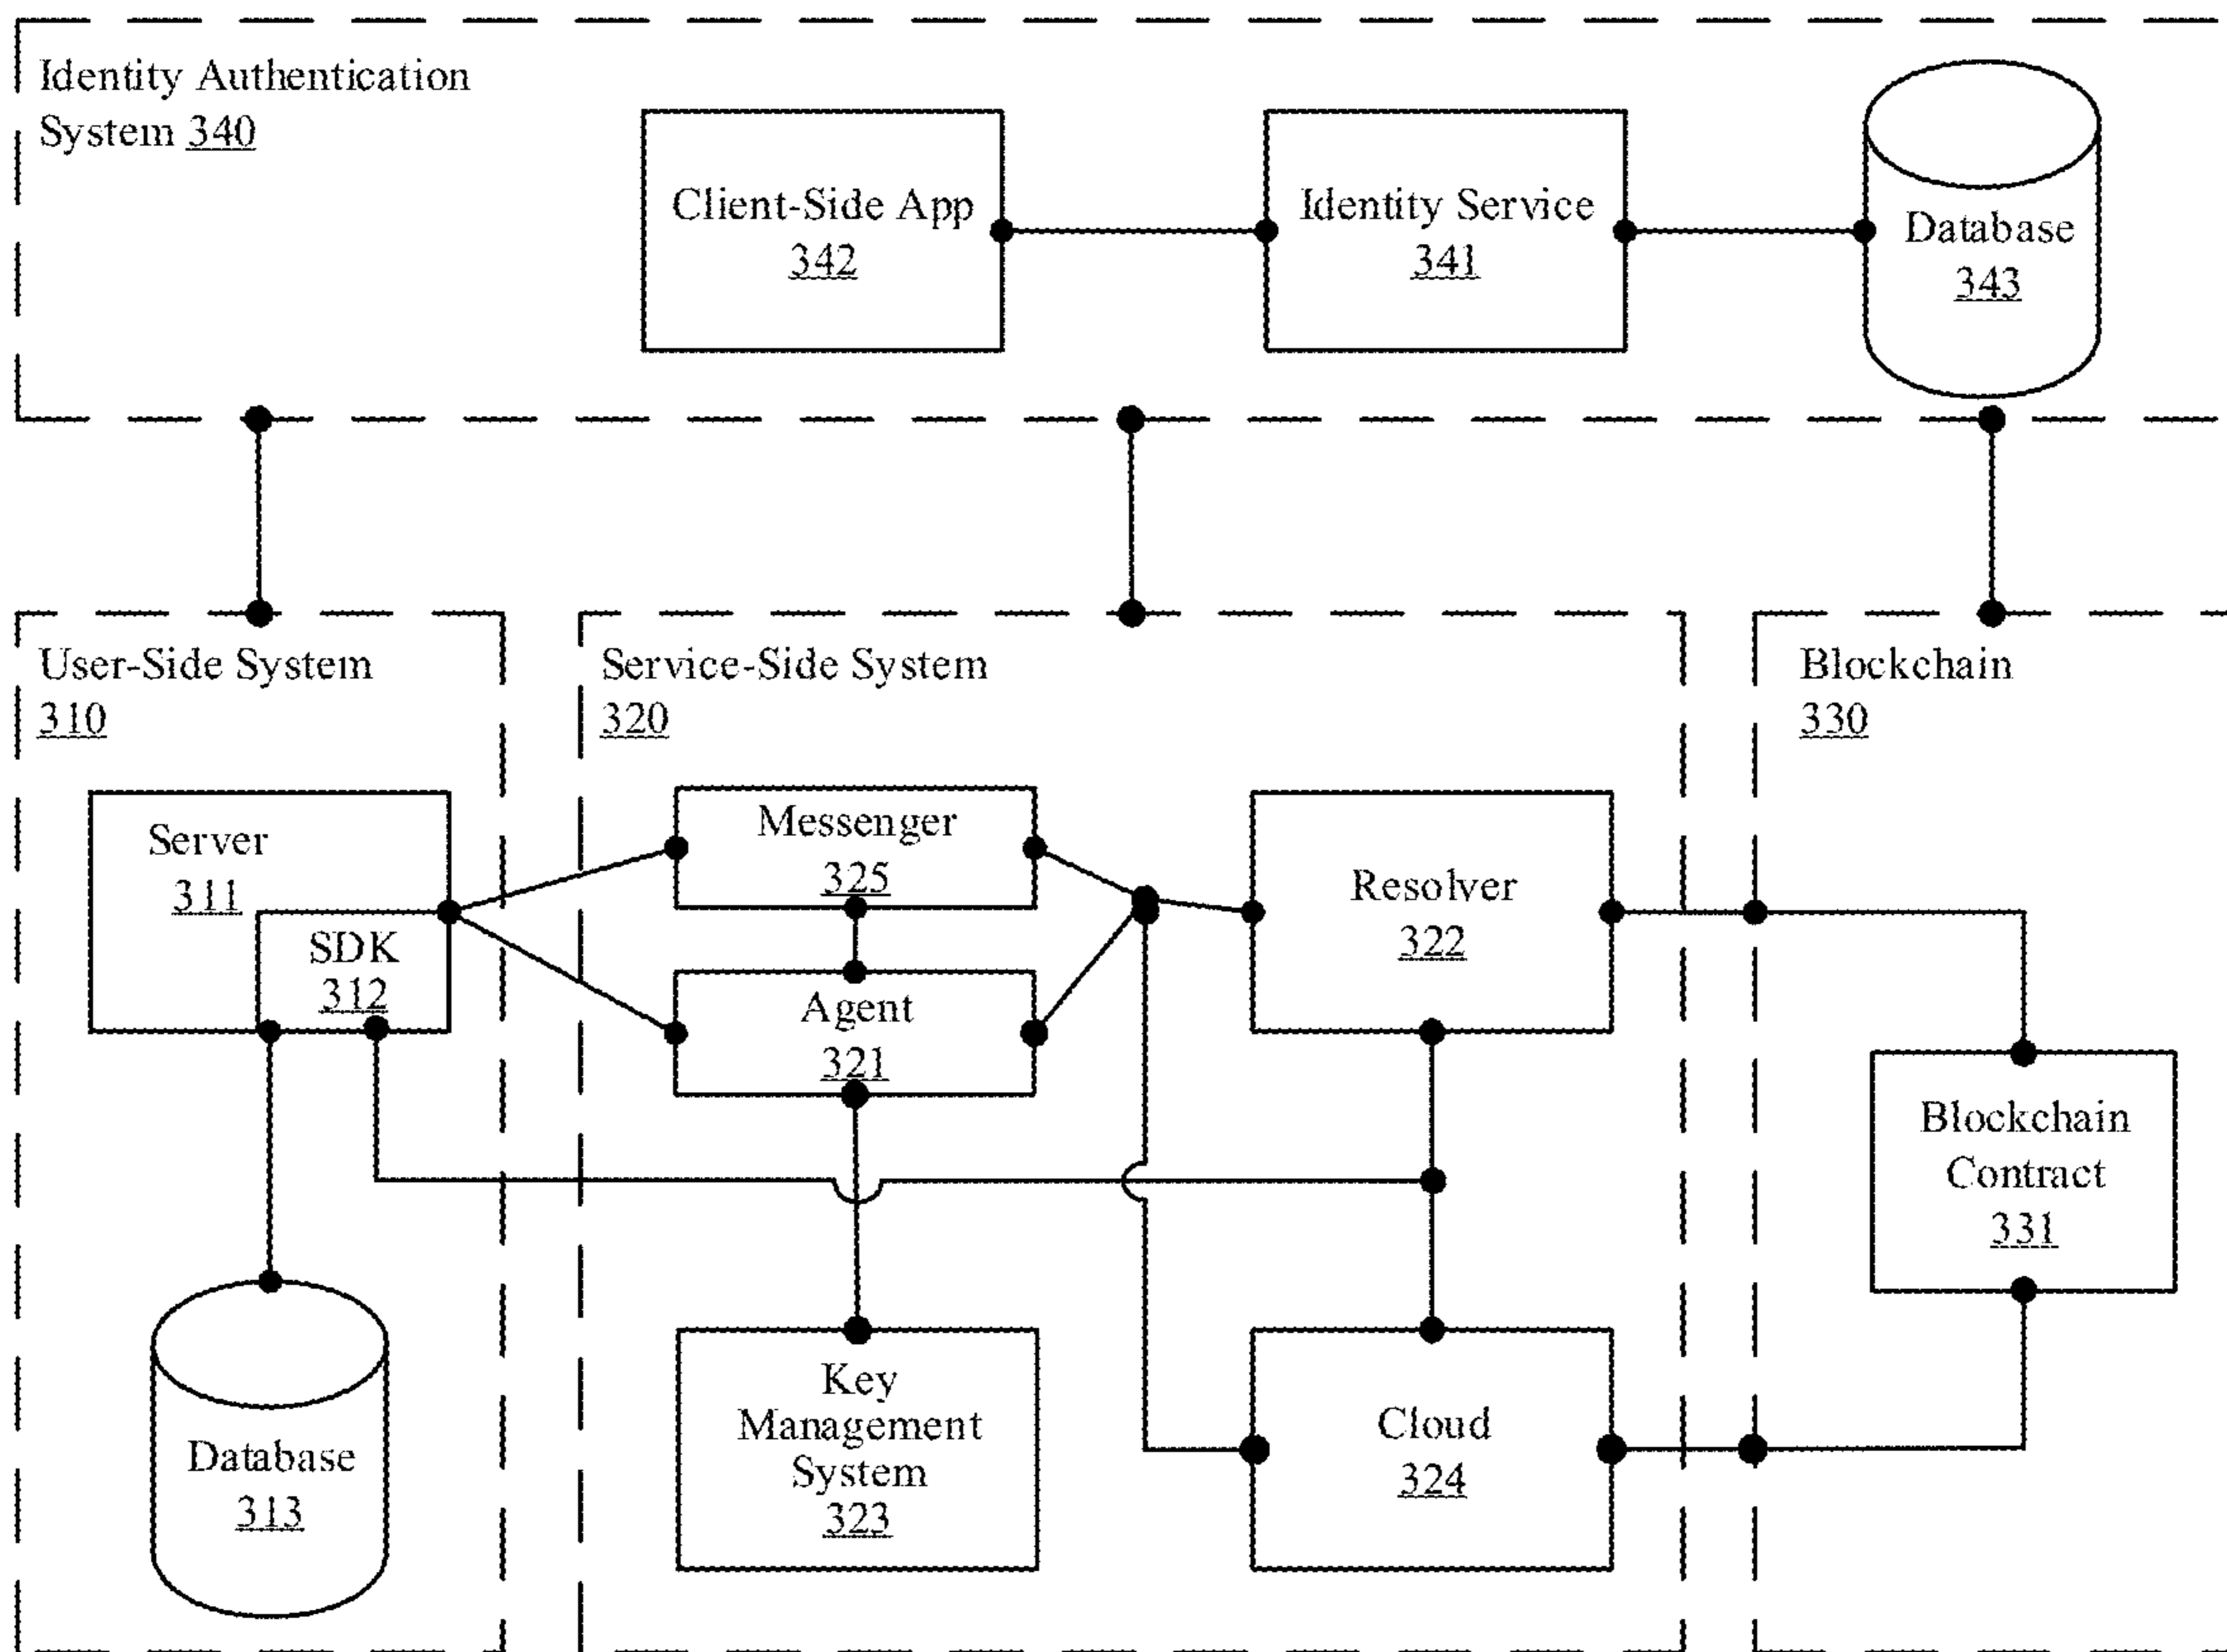 Identity Authentication
System 340
Client-Side App
342
Identity Service
341
Database
343
User-Side System
310
Server
311
SDK
312
Database
313
Service-Side System
320
Messenger
325
Agent
321
Key
Management
System
323
Resolver
322
Cloud
324
Blockchain
330
Blockchain
Contract
331